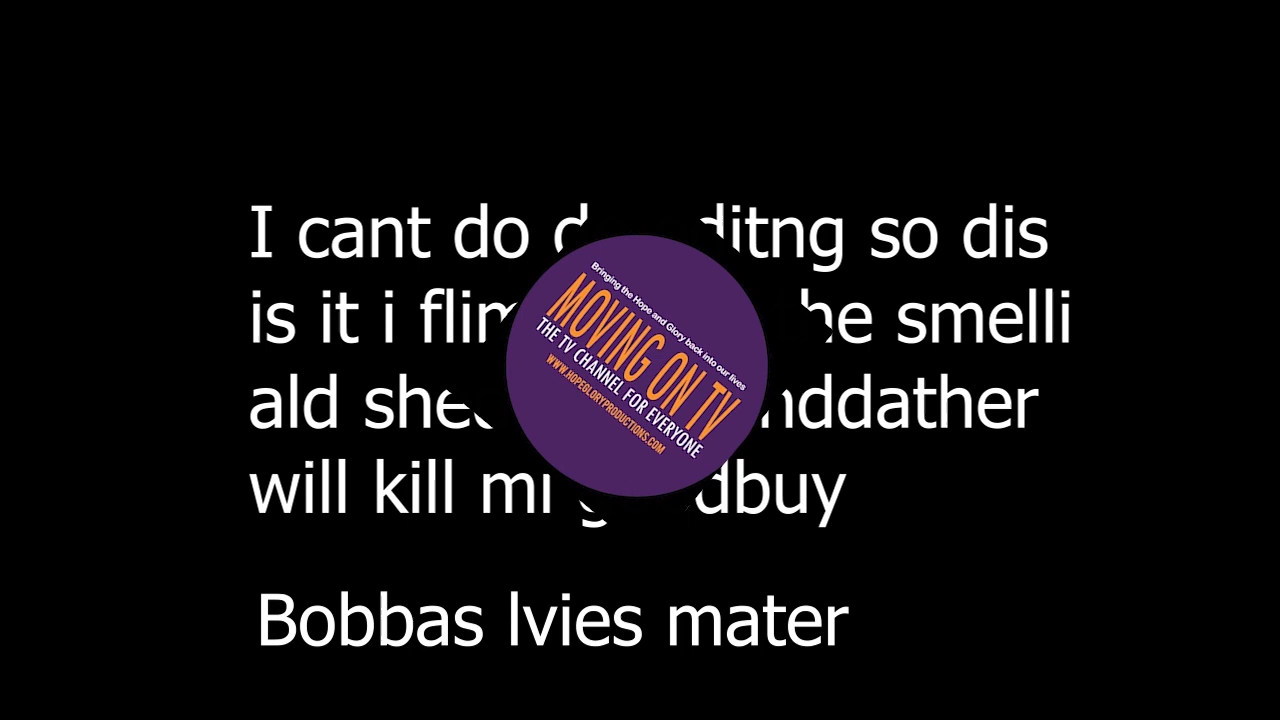 I cant do ditng so dis
is it i he smelli
ald nddather
will kill dbuy
Bobbas lvies mater
Bringing the Hope and Glory back into our lives
MOVING ON TV
THE TV CHANNEL FOR EVERYONE
WWW.HOPEGLORYPRODUCTIONS.COM